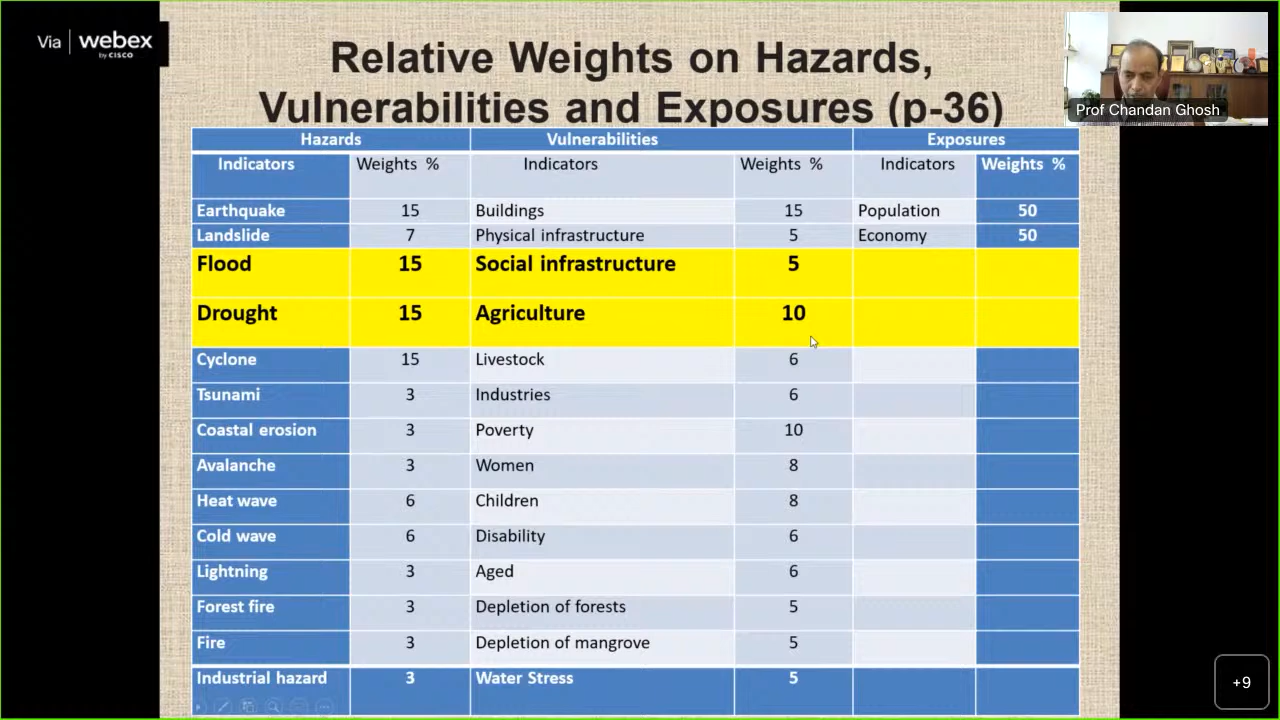 Via | webex
by CISCO
Prof Chandan Ghosh
Relative Weights on Hazards,
Vulnerabilities and Exposures (p-36)
Hazards Vulnerabilities Exposures
Indicators Weights % Indicators Weights % Indicators Weights %
Earthquake 15 Buildings 15 Population 50
Landslide 7 Physical infrastructure 5 Economy 50
Flood 15 Social infrastructure 5
Drought 15 Agriculture 10
Cyclone 15 Livestock 6
Tsunami 3 Industries 6
Coastal erosion 3 Poverty 10
Avalanche 3 Women 8
Heat wave 6 Children 8
Cold wave 6 Disability 6
Lightning 3 Aged 6
Forest fire 3 Depletion of forests 5
Fire 3 Depletion of mangrove 5
Industrial hazard 3 Water Stress 5
+9